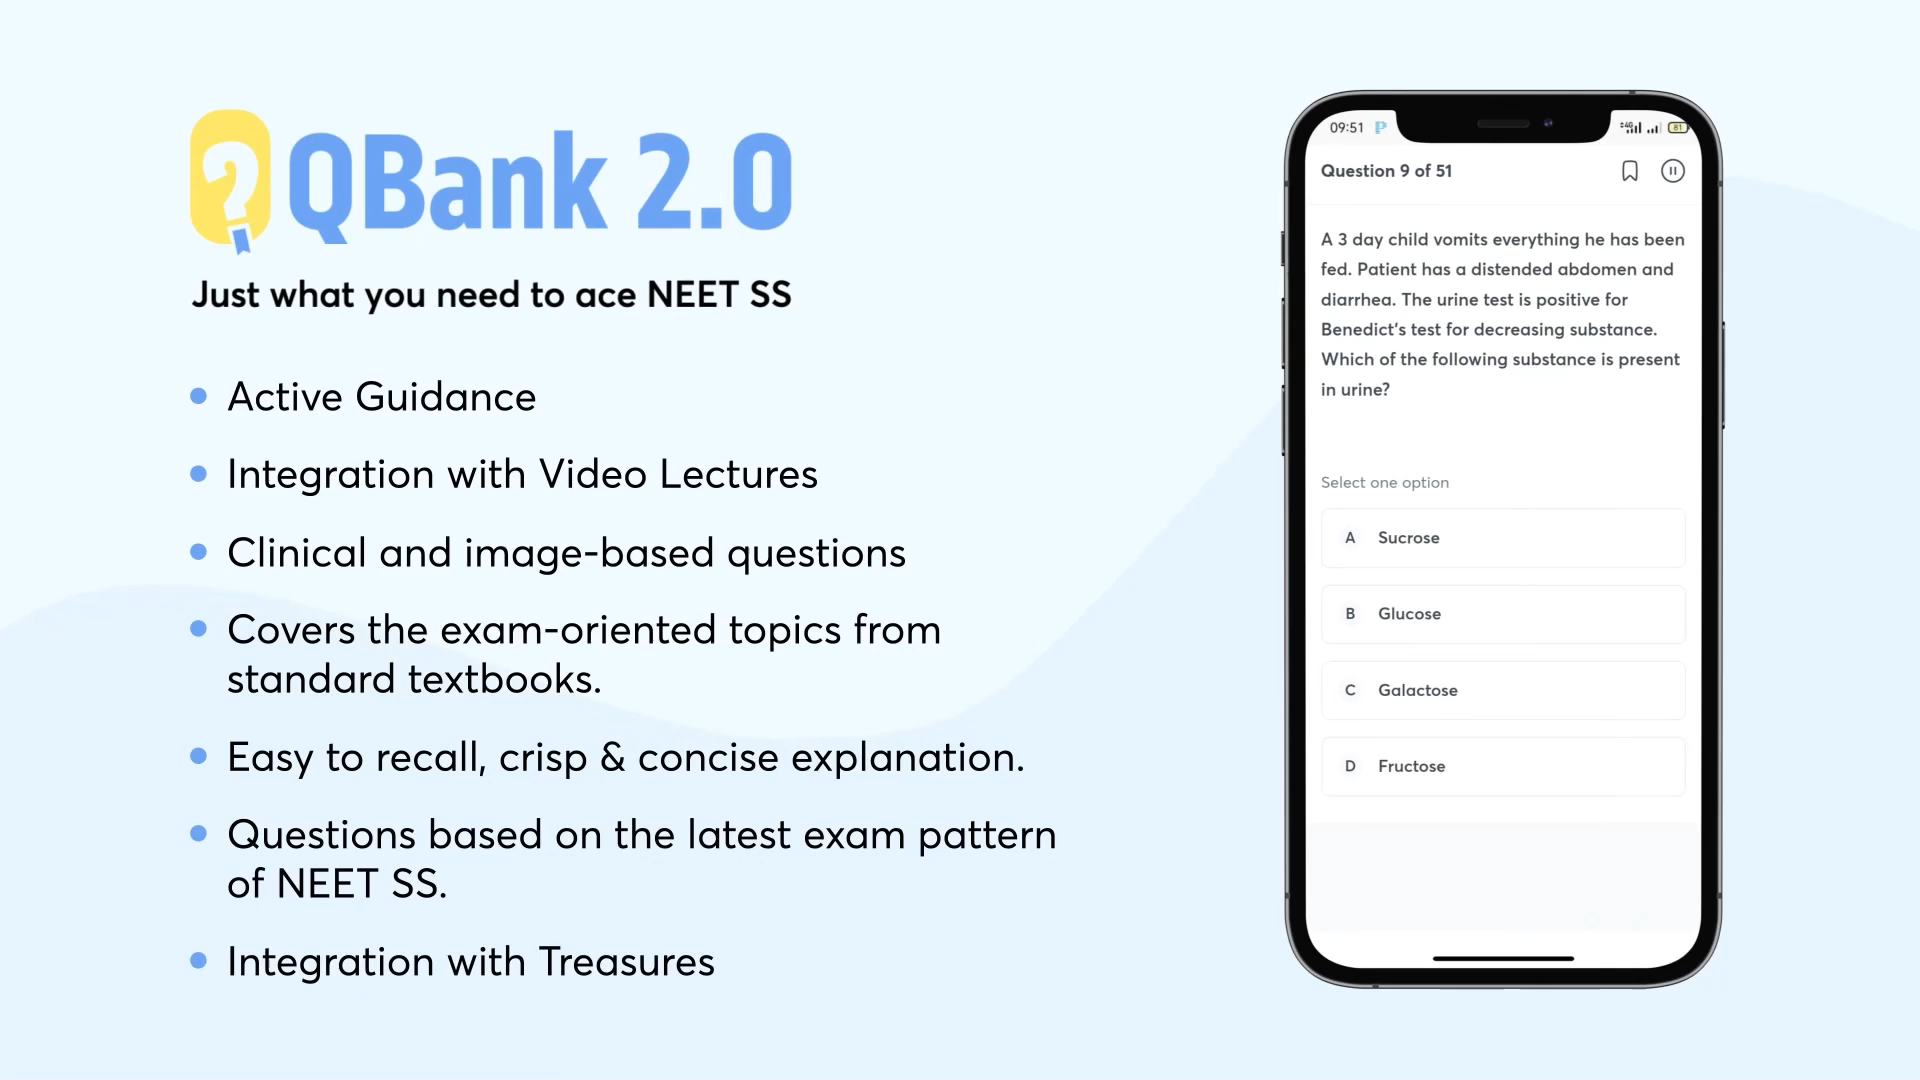 QBank 2.0
Just what you need to ace NEET SS
Active Guidance
Integration with Video Lectures
Clinical and image-based questions
Covers the exam-oriented topics from
standard textbooks.
Easy to recall, crisp & concise explanation.
Questions based on the latest exam pattern
of NEET SS.
Integration with Treasures
09:51
4G
81
Question 9 of 51
A 3 day child vomits everything he has been
fed. Patient has a distended abdomen and
diarrhea. The urine test is positive for
Benedict's test for decreasing substance.
Which of the following substance is present
in urine?
Select one option
A Sucrose
B Glucose
C Galactose
D Fructose